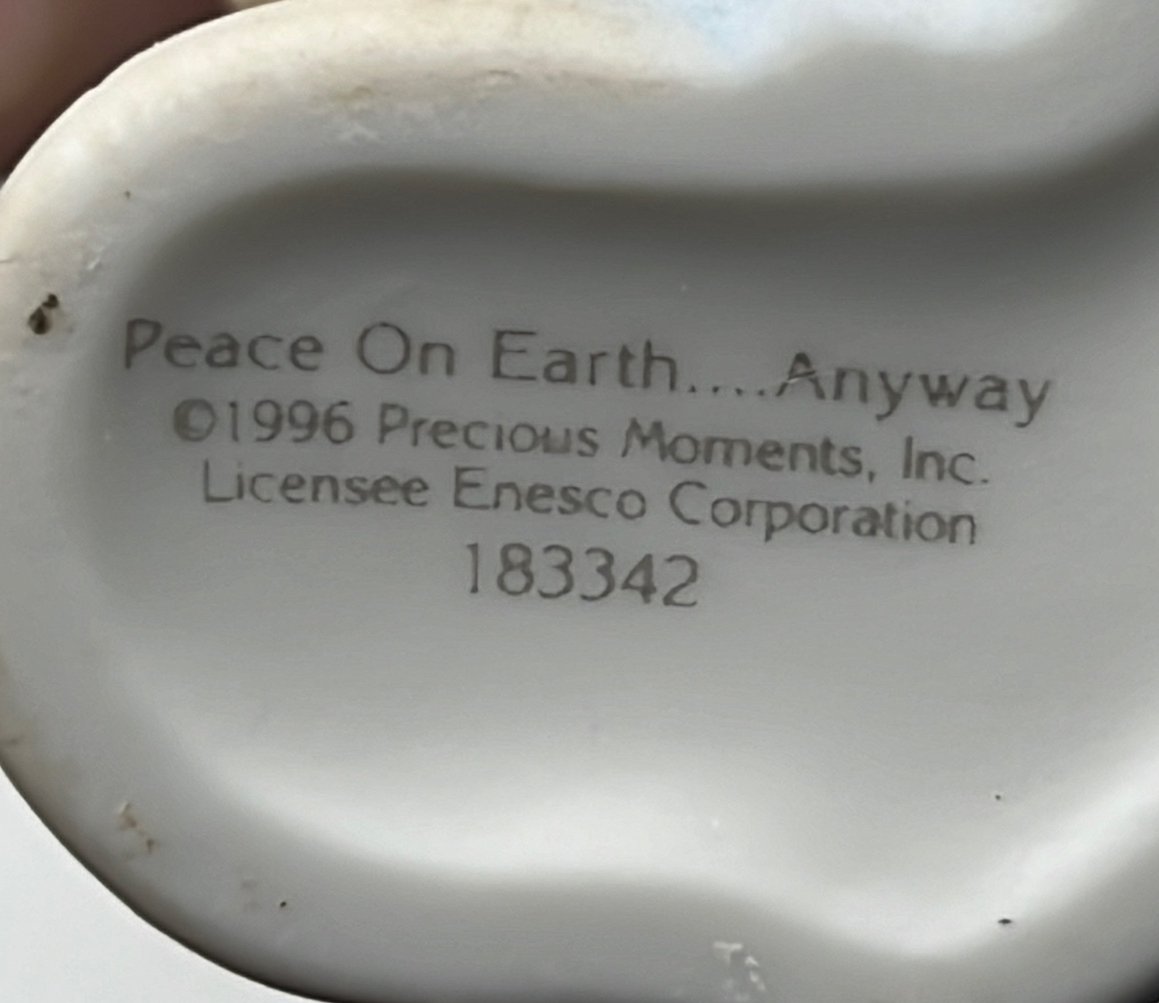 Peace On Earth....Anyway
©1996 Precious Moments, Inc.
Licensee Enesco Corporation
183342